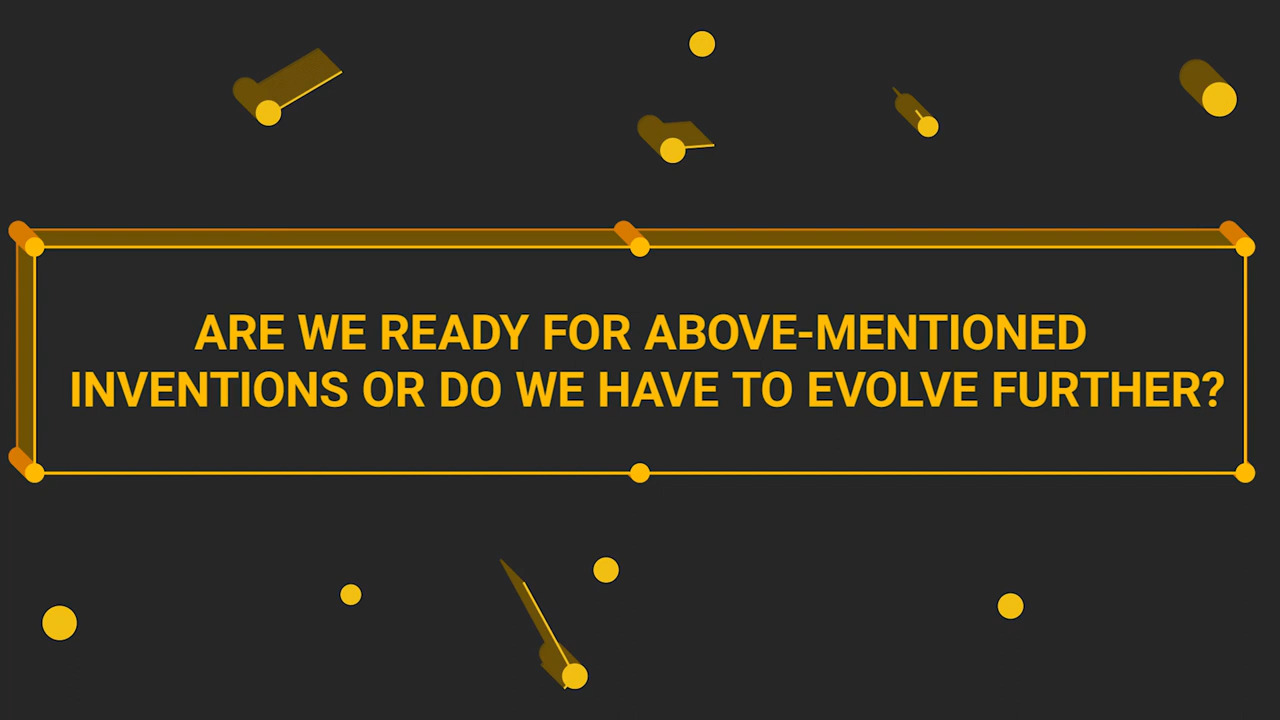 ARE WE READY FOR ABOVE-MENTIONED
INVENTIONS OR DO WE HAVE TO EVOLVE FURTHER?